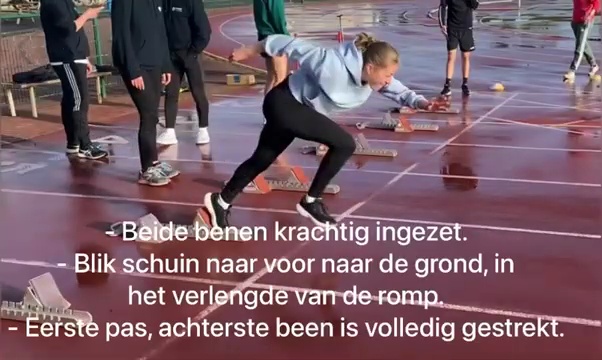 - Beide benen krachtig ingezet.
- Blik schuin naar voor naar de grond, in
het verlengde van de romp.
- Eerste pas, achterste been is volledig gestrekt.